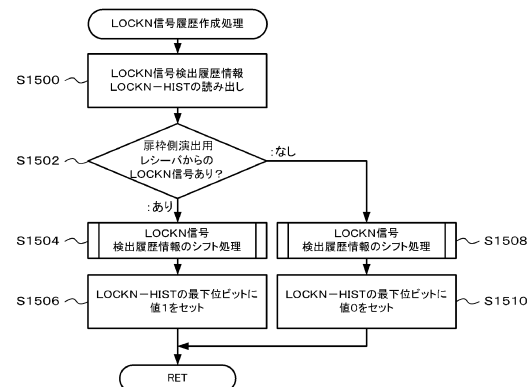 LOCKN信号履歴作成処理
S1500
LOCKN信号検出履歴情報
LOCKN－HISTの読み出し
S1502
扉枠側演出用
レシーバからの
LOCKN信号あり？
：なし
：あり
S1504
LOCKN信号
検出履歴情報のシフト処理
LOCKN信号
検出履歴情報のシフト処理
S1508
S1506
LOCKN－HISTの最下位ビットに
値1をセット
LOCKN－HISTの最下位ビットに
値0をセット
S1510
RET